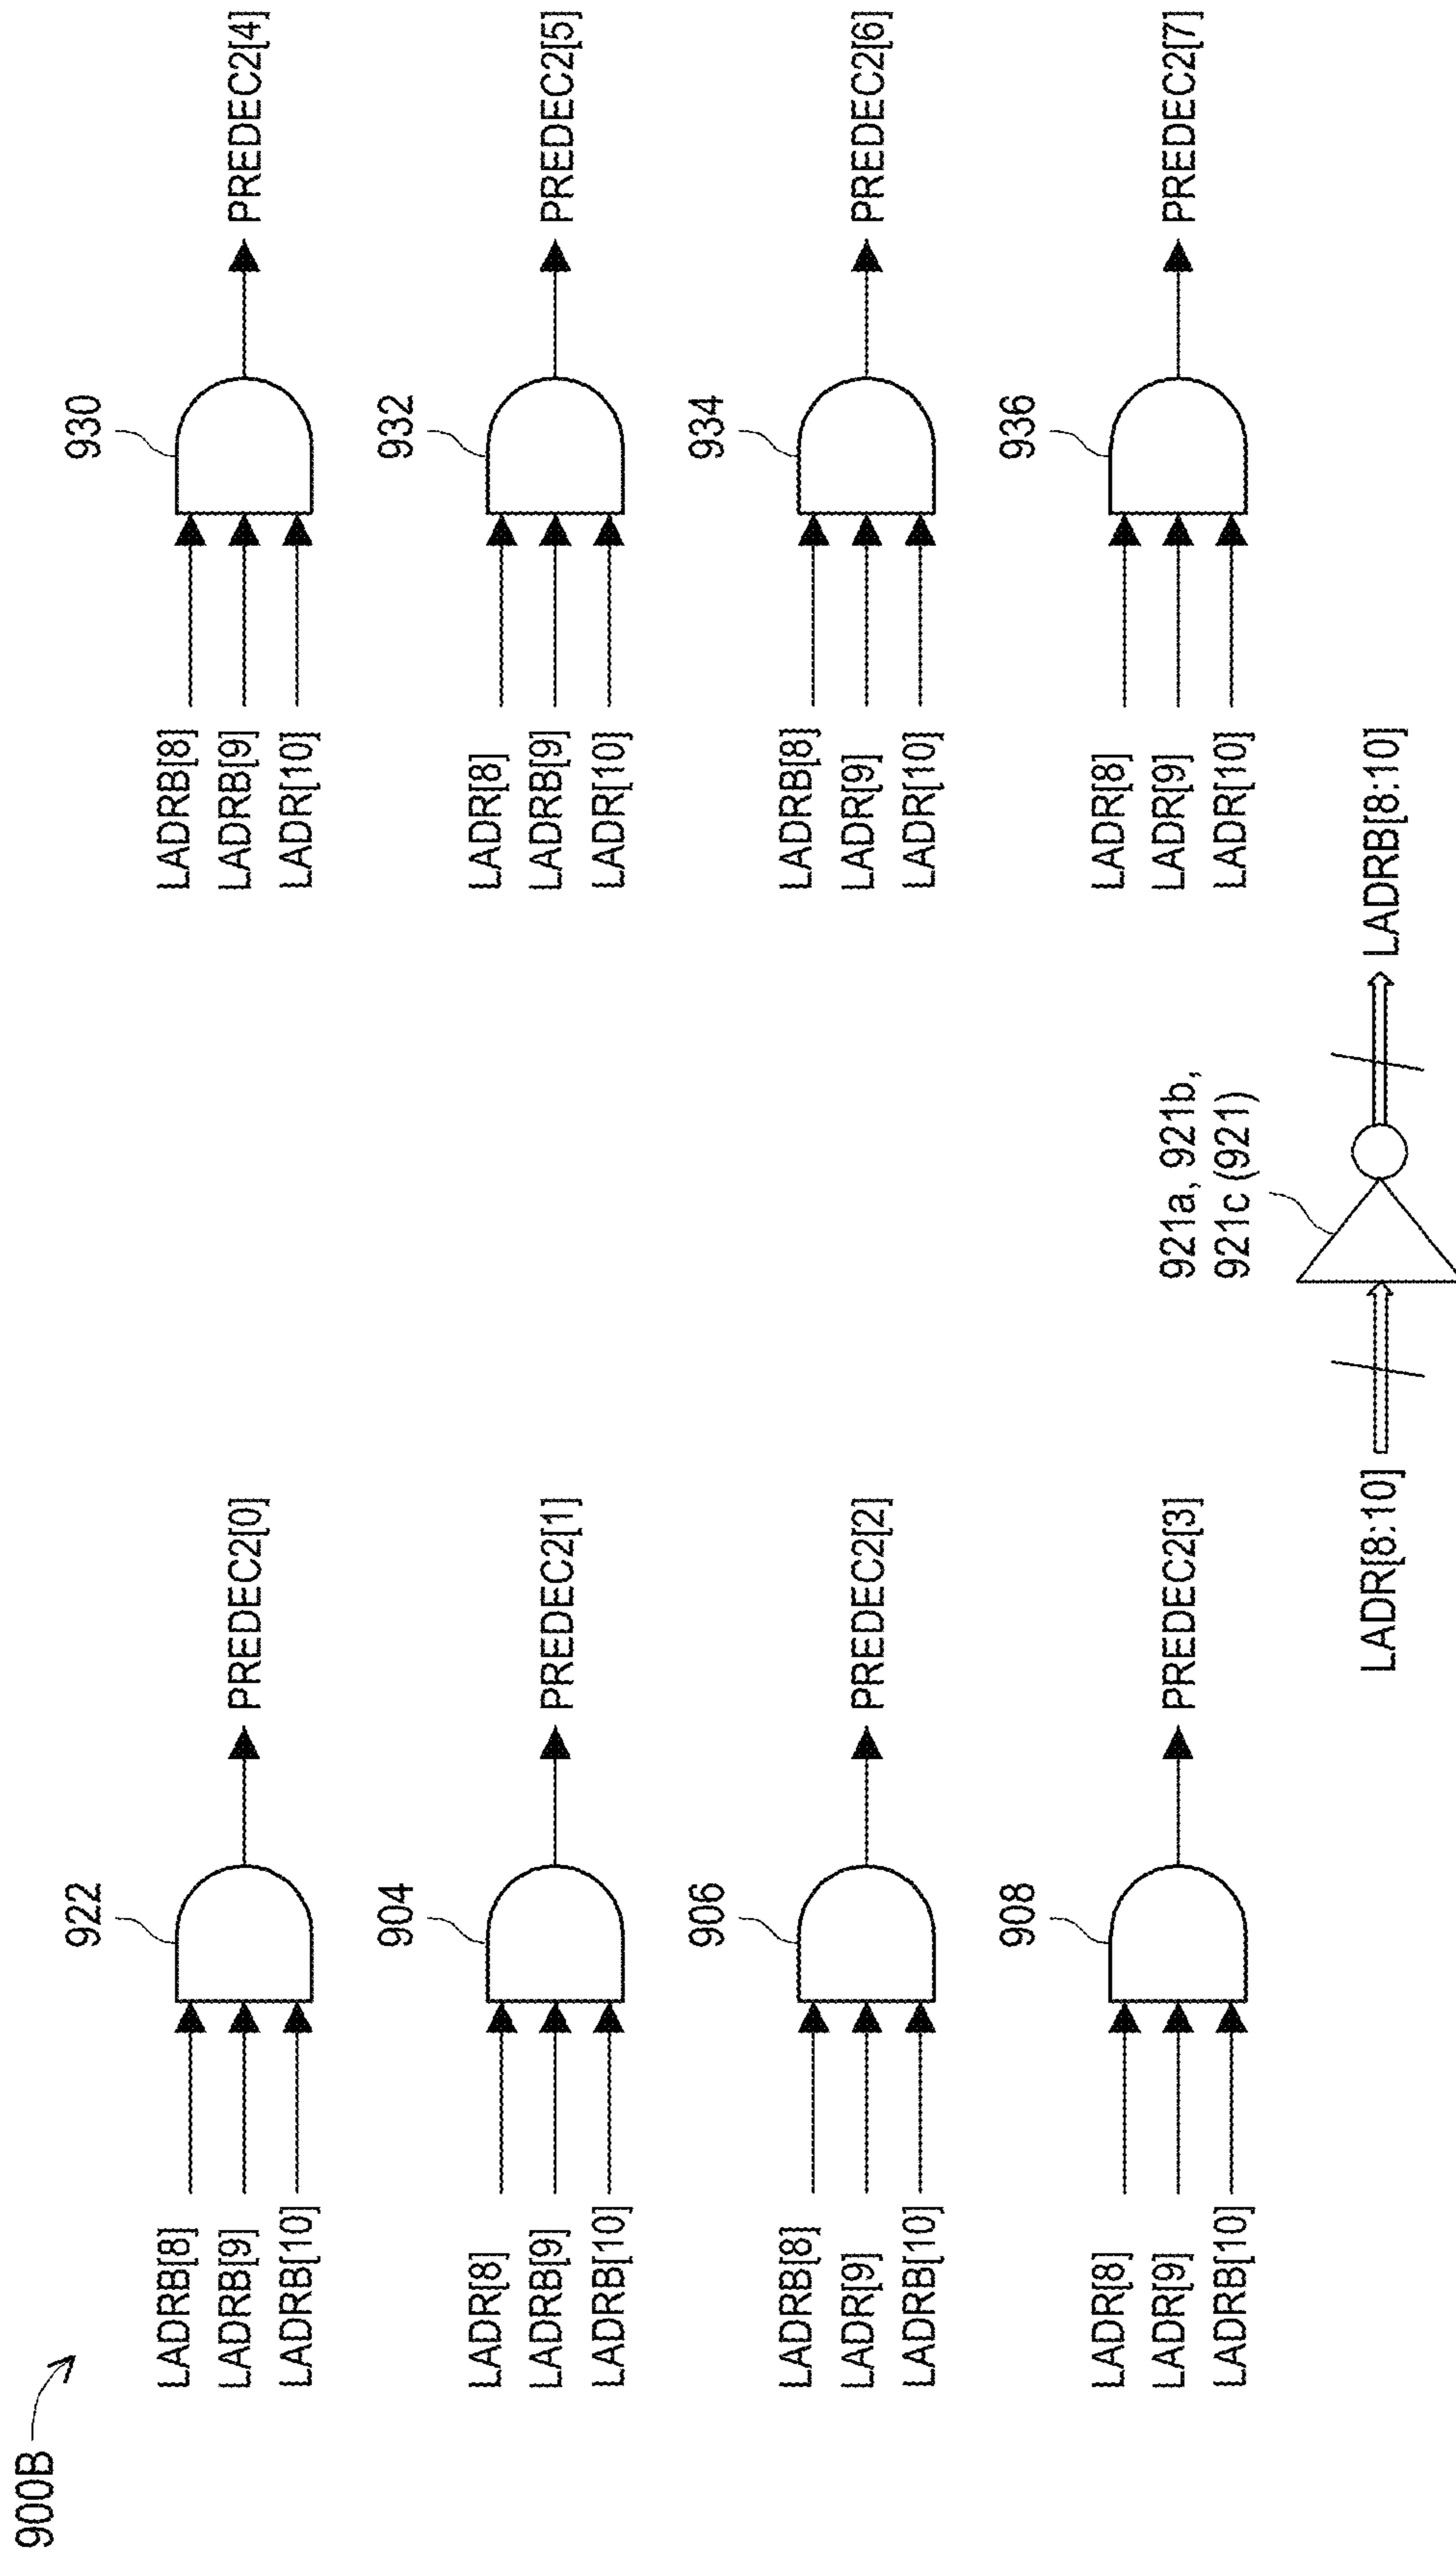 900B
922
LADRB[8]
LADRB[9]
LADRB[10]
PREDEC2[0]
904
LADR[8]
LADRB[9]
LADRB[10]
PREDEC2[1]
906
LADRB[8]
LADR[9]
LADRB[10]
PREDEC2[2]
908
LADR[8]
LADR[9]
LADRB[10]
PREDEC2[3]
930
LADRB[8]
LADRB[9]
LADR[10]
PREDEC2[4]
932
LADR[8]
LADRB[9]
LADR[10]
PREDEC2[5]
934
LADRB[8]
LADR[9]
LADR[10]
PREDEC2[6]
936
LADR[8]
LADR[9]
LADR[10]
PREDEC2[7]
921a, 921b,
921c (921)
LADR[8:10]
LADRB[8:10]